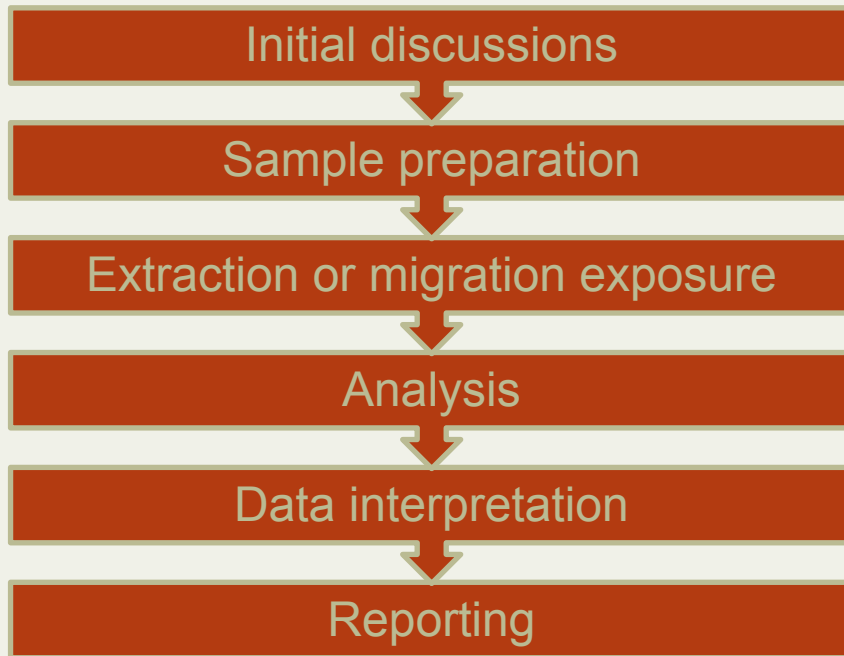 Initial discussions
Sample preparation
Extraction or migration exposure
Analysis
Data interpretation
Reporting